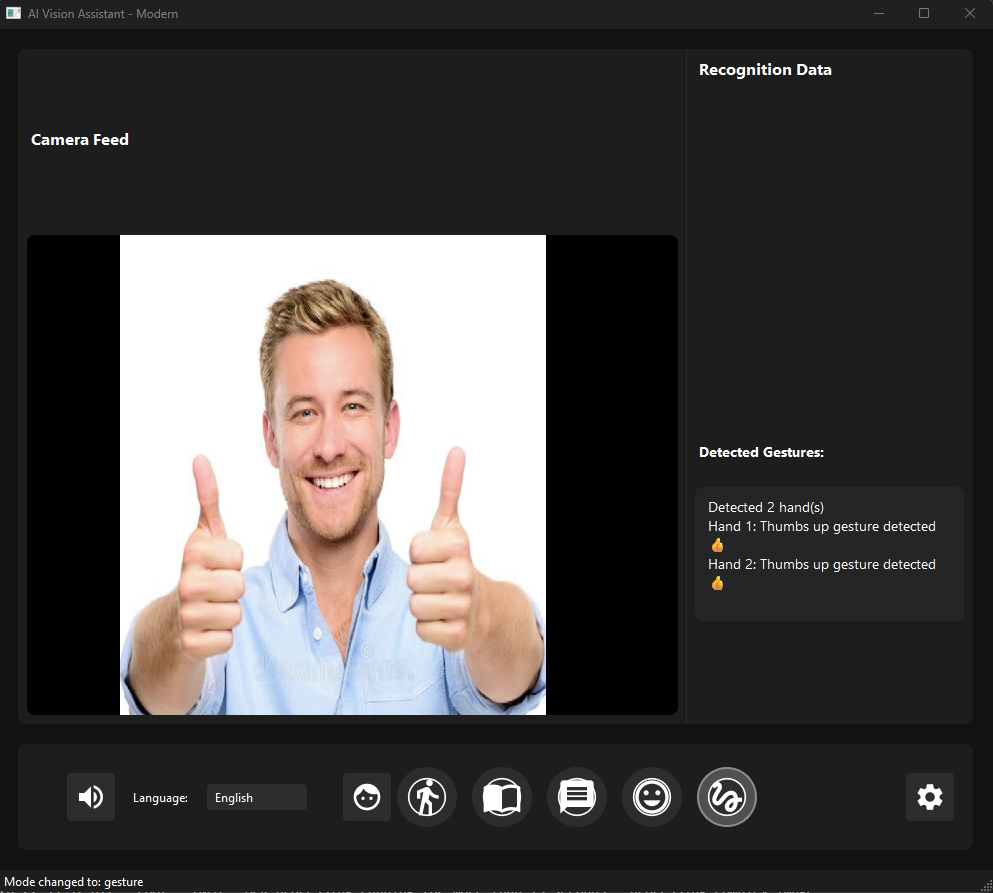 AI Vision Assistant - Modern
Camera Feed
Recognition Data
Detected Gestures:
Detected 2 hand(s)
Hand 1: Thumbs up gesture detected
👍
Hand 2: Thumbs up gesture detected
👍
Language:
English
Mode changed to: gesture